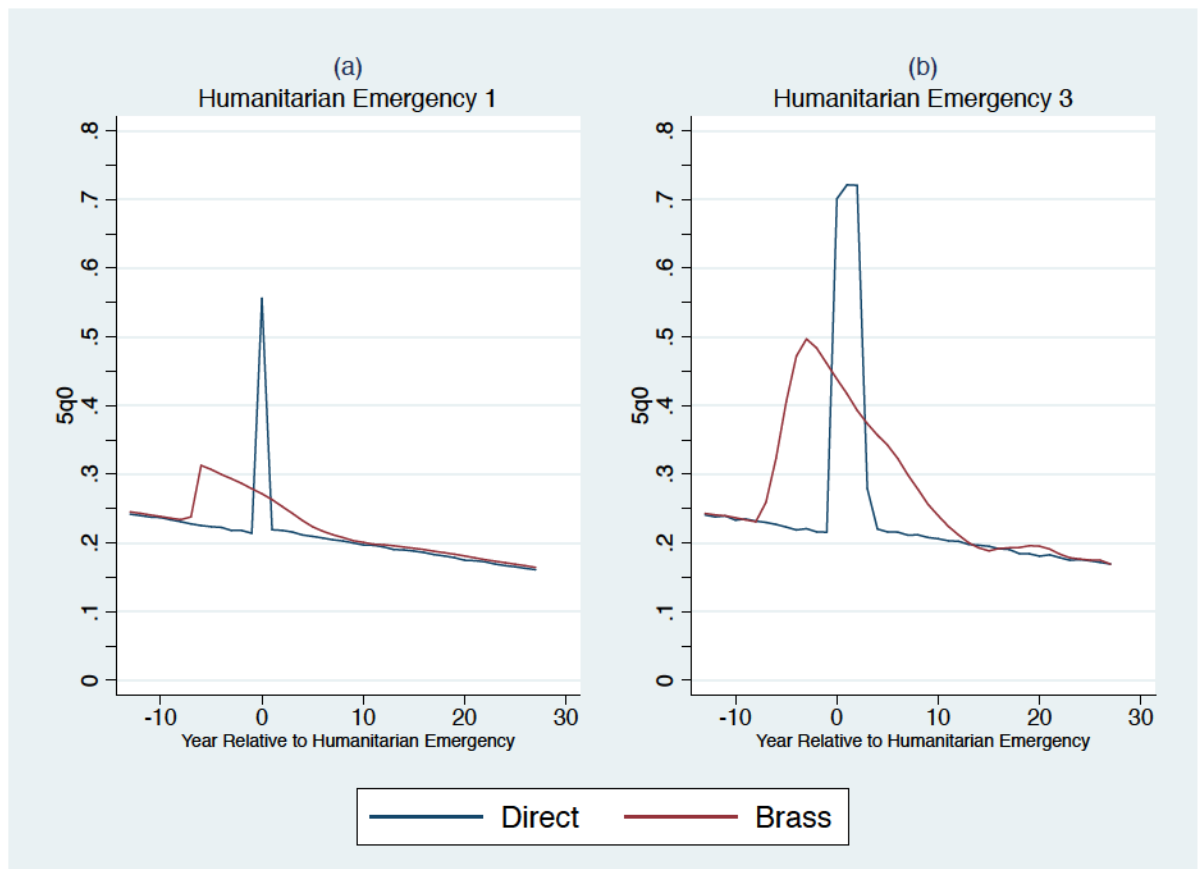 (a)
Humanitarian Emergency 1
.8
.7
.6
.5
.4
.3
.2
.1
0
5q0
-10 0 10 20 30
Year Relative to Humanitarian Emergency
(b)
Humanitarian Emergency 3
.8
.7
.6
.5
.4
.3
.2
.1
0
5q0
-10 0 10 20 30
Year Relative to Humanitarian Emergency
Direct Brass